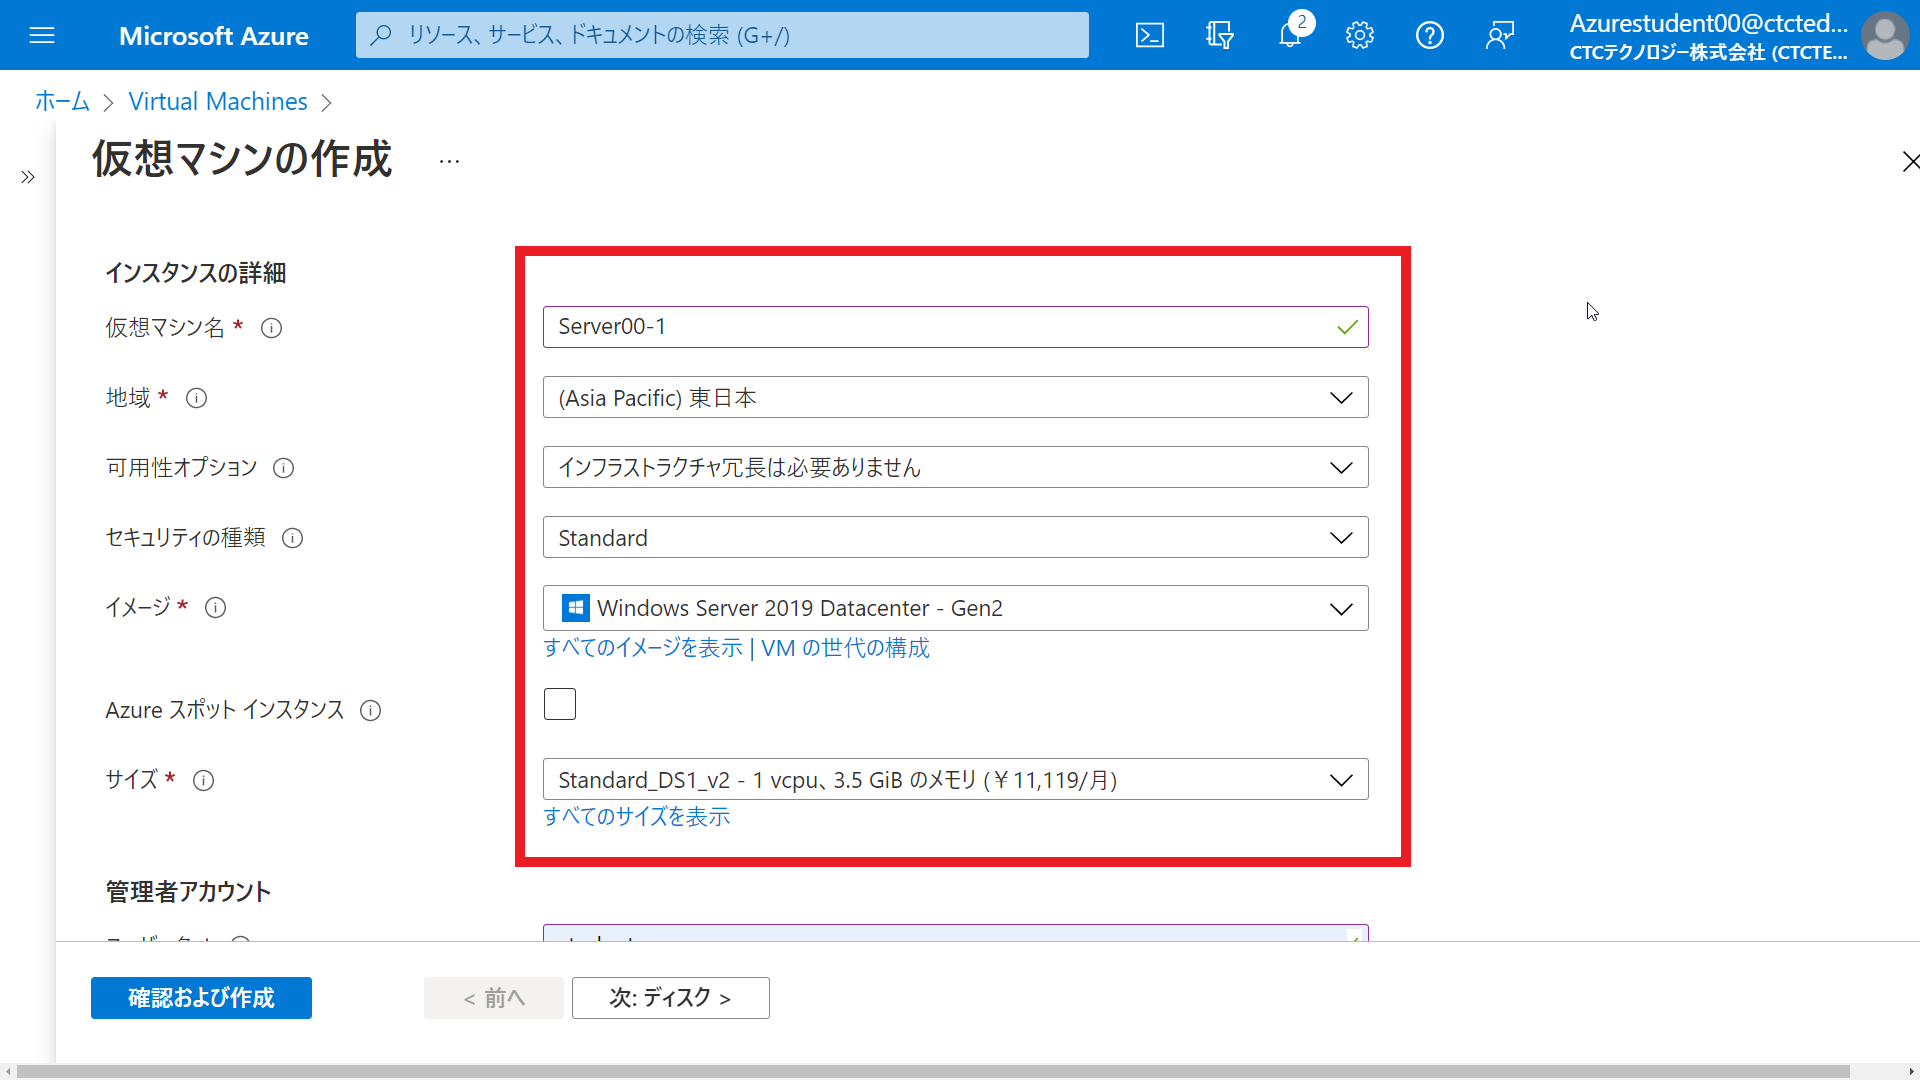 Microsoft Azure
リソース、サービス、ドキュメントの検索 (G+/)
2
Azurestudent00@ctcted...
CTCテクノロジー株式会社 (CTCTE...
ホーム > Virtual Machines >
仮想マシンの作成 ...
インスタンスの詳細
仮想マシン名 *
Server00-1
地域 *
(Asia Pacific) 東日本
可用性オプション
インフラストラクチャ冗長は必要ありません
セキュリティの種類
Standard
イメージ *
Windows Server 2019 Datacenter - Gen2
すべてのイメージを表示 | VM の世代の構成
Azure スポット インスタンス
サイズ *
Standard_DS1_v2 - 1 vcpu、3.5 GiB のメモリ (￥11,119/月)
すべてのサイズを表示
管理者アカウント
確認および作成
< 前へ
次: ディスク >